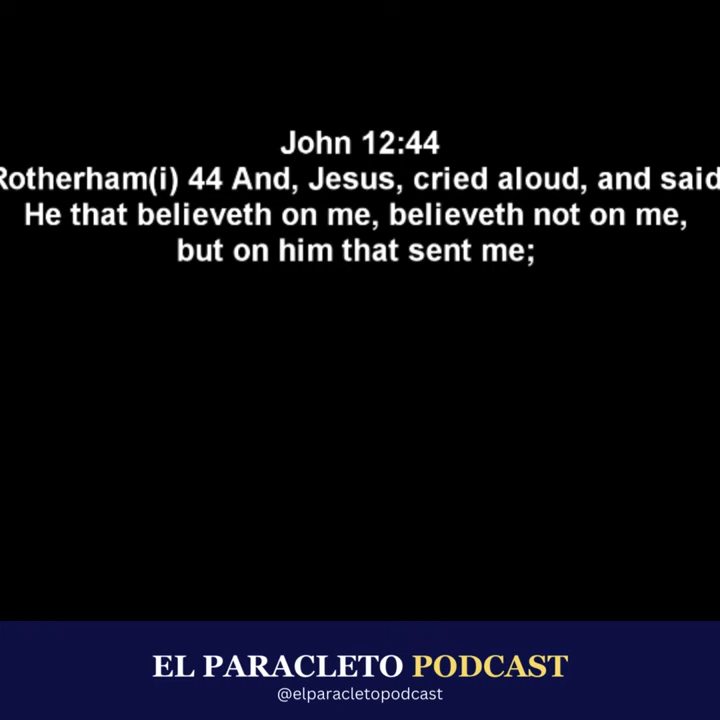 John 12:44
Rotherham(i) 44 And, Jesus, cried aloud, and said
He that believeth on me, believeth not on me,
but on him that sent me;
EL PARACLETO PODCAST
@elparacletopodcast